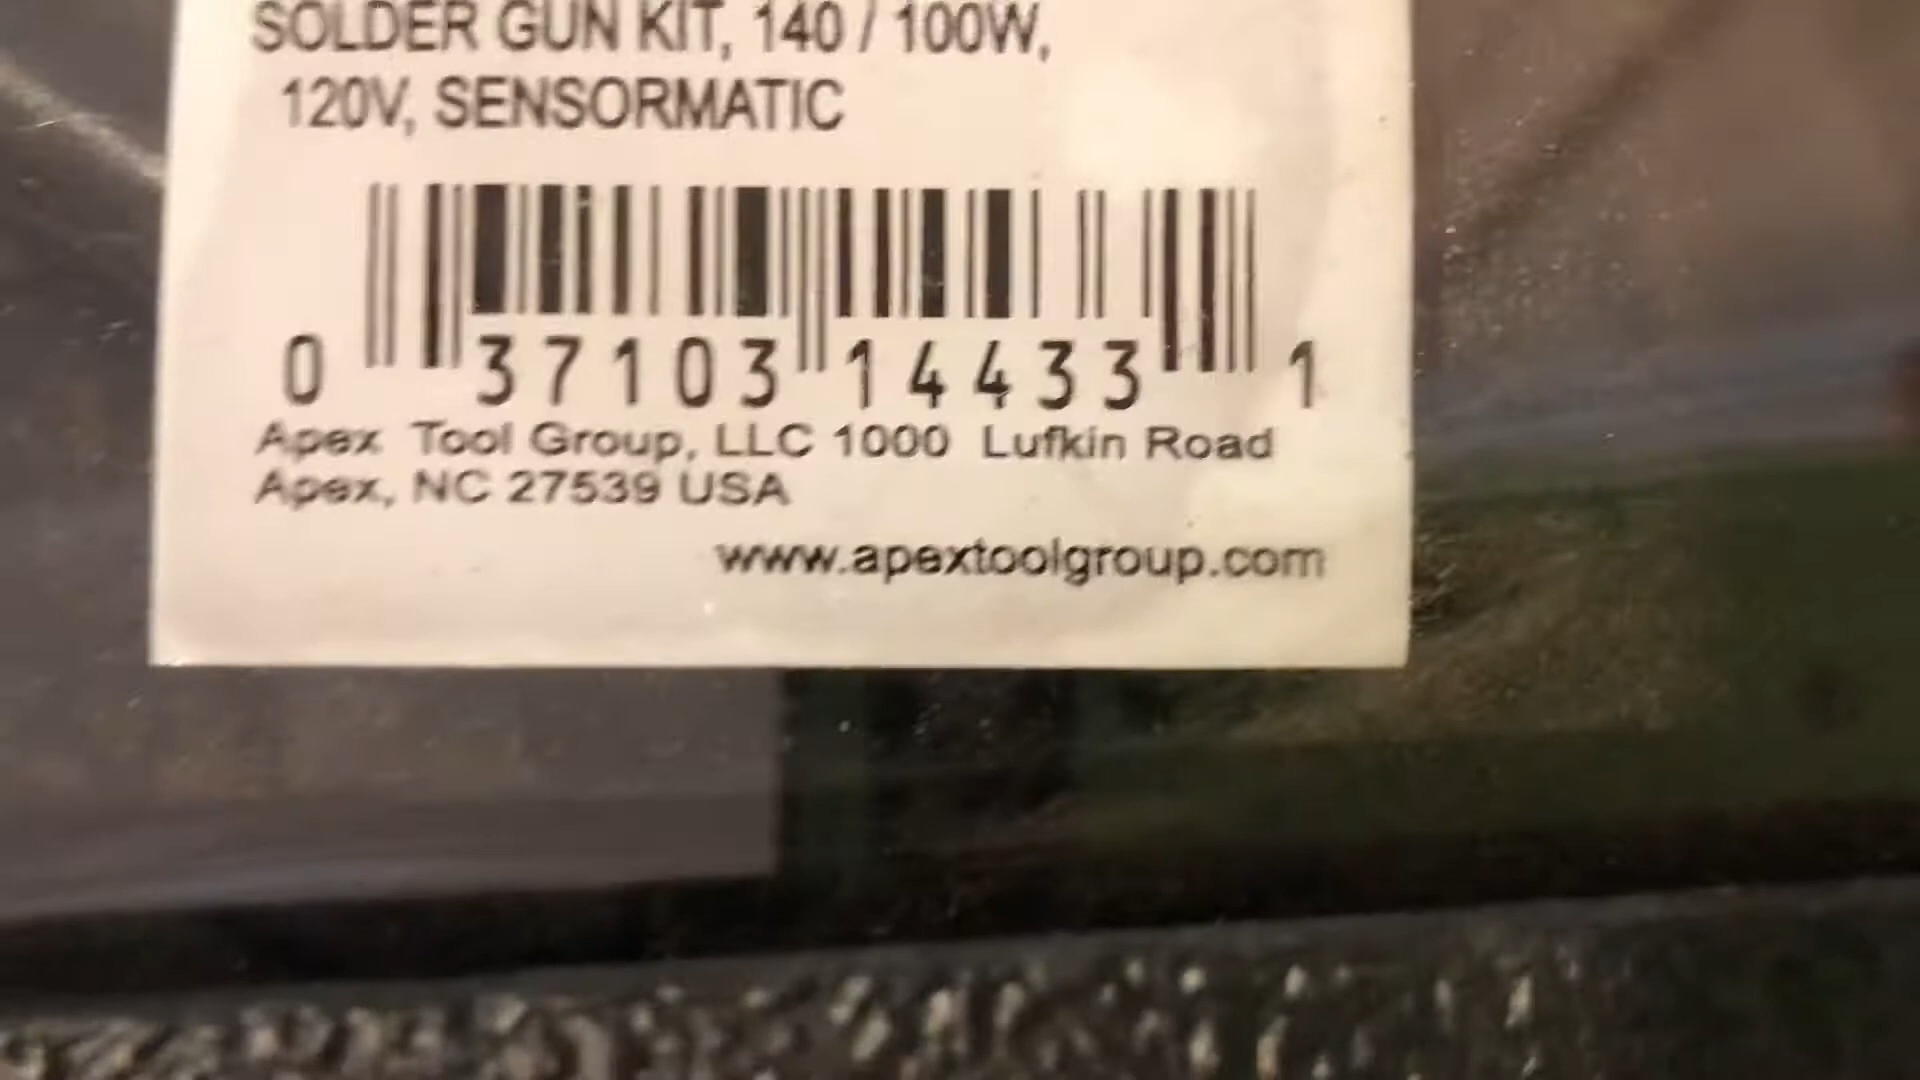 SOLDER GUN KIT, 140 / 100W,
120V, SENSORMATIC
0 37103 14433 1
Apex Tool Group, LLC 1000 Lufkin Road
Apex, NC 27539 USA
www.apextoolgroup.com